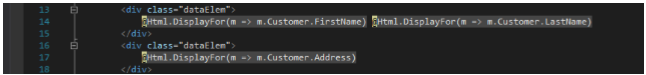 13 <div class="dataElem">
14 @Html.DisplayFor(m => m.Customer.FirstName) @Html.DisplayFor(m => m.Customer.LastName)
15 </div>
16 <div class="dataElem">
17 @Html.DisplayFor(m => m.Customer.Address)
18 </div>